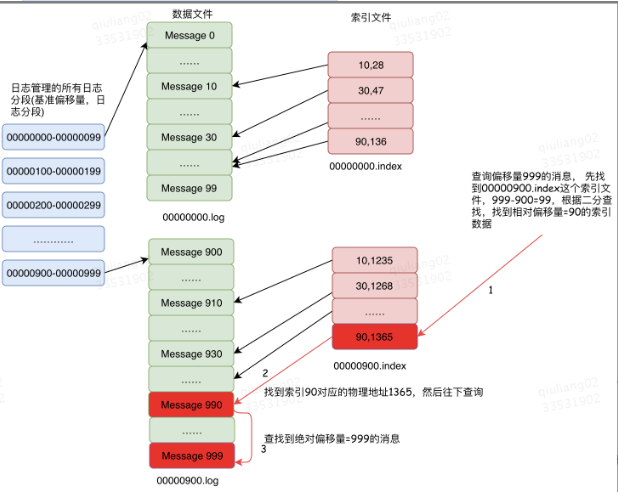 数据文件
索引文件
日志管理的所有日志
分段(基准偏移量，日
志分段)
00000000-00000099
00000100-00000199
00000200-00000299
…………
00000900-00000999
Message 0
......
Message 10
......
Message 30
......
Message 99
00000000.log
10,28
30,47
......
90,136
00000000.index
查询偏移量999的消息， 先找
到00000900.index这个索引文
件，999-900=99，根据二分查
找，找到相对偏移量=90的索引
数据
1
Message 900
......
Message 910
......
Message 930
......
Message 990
......
Message 999
00000900.log
10,1235
30,1268
......
90,1365
00000900.index
2
找到索引90对应的物理地址1365，然后往下查询
查找到绝对偏移量=999的消息
3
qiuliang02
33531902
qiuliang02
33531902
qiuliang02
33531902
qiuliang02
33531902
qiuliang02
33531902